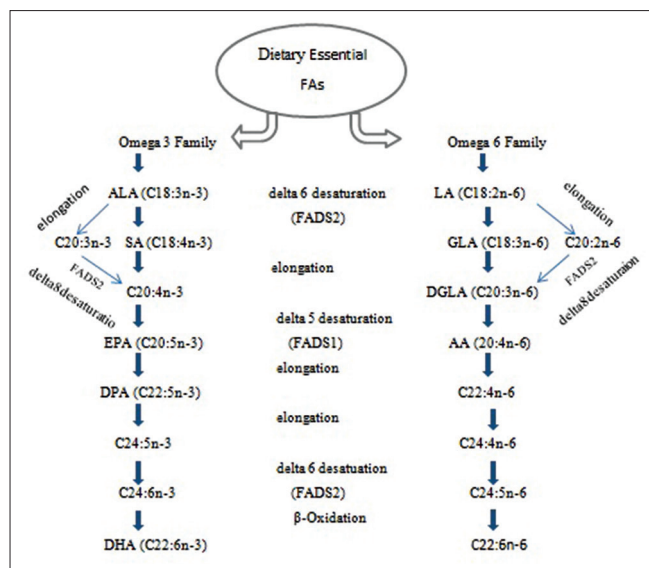 Dietary Essential
FAs
Omega 3 Family
Omega 6 Family
ALA (C18:3n-3)
delta 6 desaturation
(FADS2)
LA (C18:2n-6)
elongation
elongation
C20:3n-3
SA (C18:4n-3)
GLA (C18:3n-6)
C20:2n-6
elongation
FADS2
delta8desaturatio
FADS2
delta8desaturaion
C20:4n-3
DGLA (C20:3n-6)
delta 5 desaturation
(FADS1)
EPA (C20:5n-3)
AA (20:4n-6)
elongation
DPA (C22:5n-3)
C22:4n-6
elongation
C24:5n-3
C24:4n-6
delta 6 desatuation
(FADS2)
C24:6n-3
C24:5n-6
β-Oxidation
DHA (C22:6n-3)
C22:6n-6